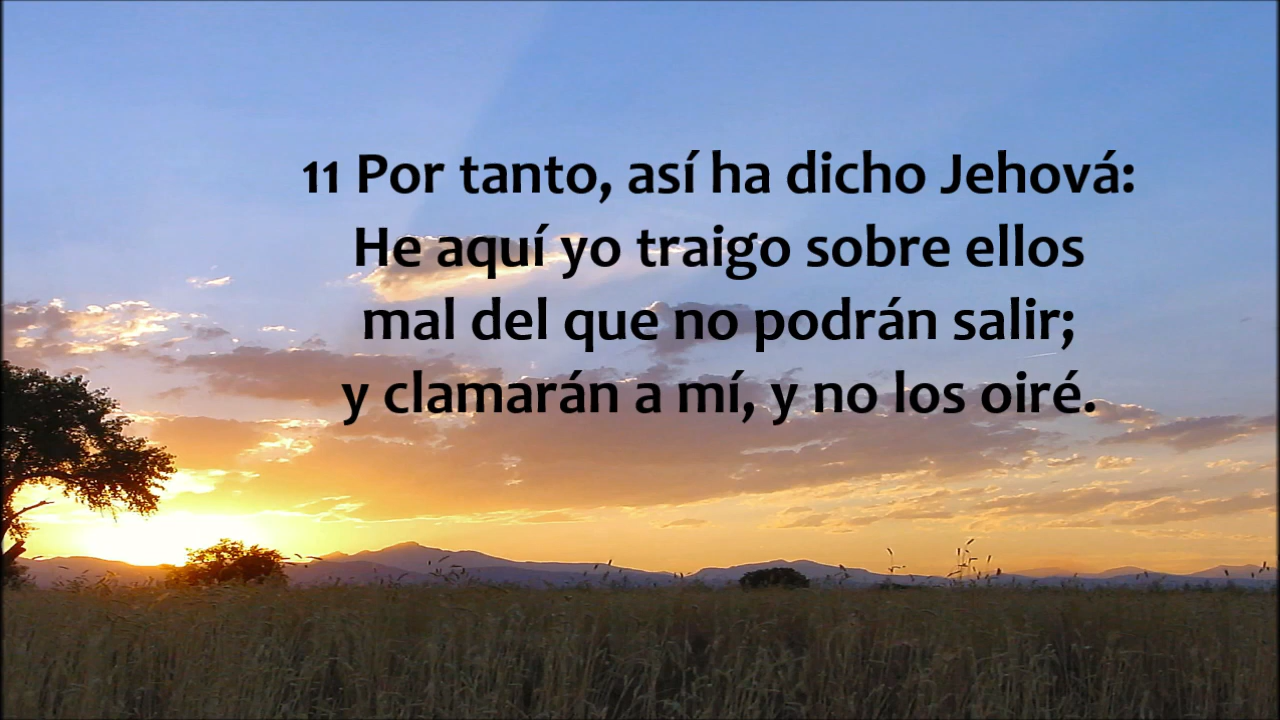 11 Por tanto, así ha dicho Jehová:
He aquí yo traigo sobre ellos
mal del que no podrán salir;
y clamarán a mí, y no los oiré.